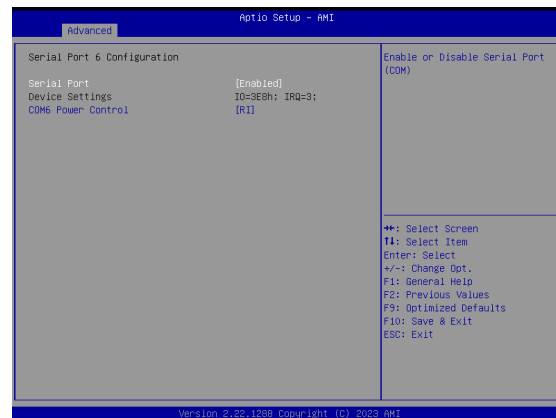 Aptio Setup - AMI
Advanced
Serial Port 6 Configuration
Serial Port [Enabled]
Device Settings IO=3E8h; IRQ=3;
COM6 Power Control [RI]
Enable or Disable Serial Port
(COM)
→←: Select Screen
↑↓: Select Item
Enter: Select
+/-: Change Opt.
F1: General Help
F2: Previous Values
F9: Optimized Defaults
F10: Save & Exit
ESC: Exit
Version 2.22.1288 Copyright (C) 2023 AMI